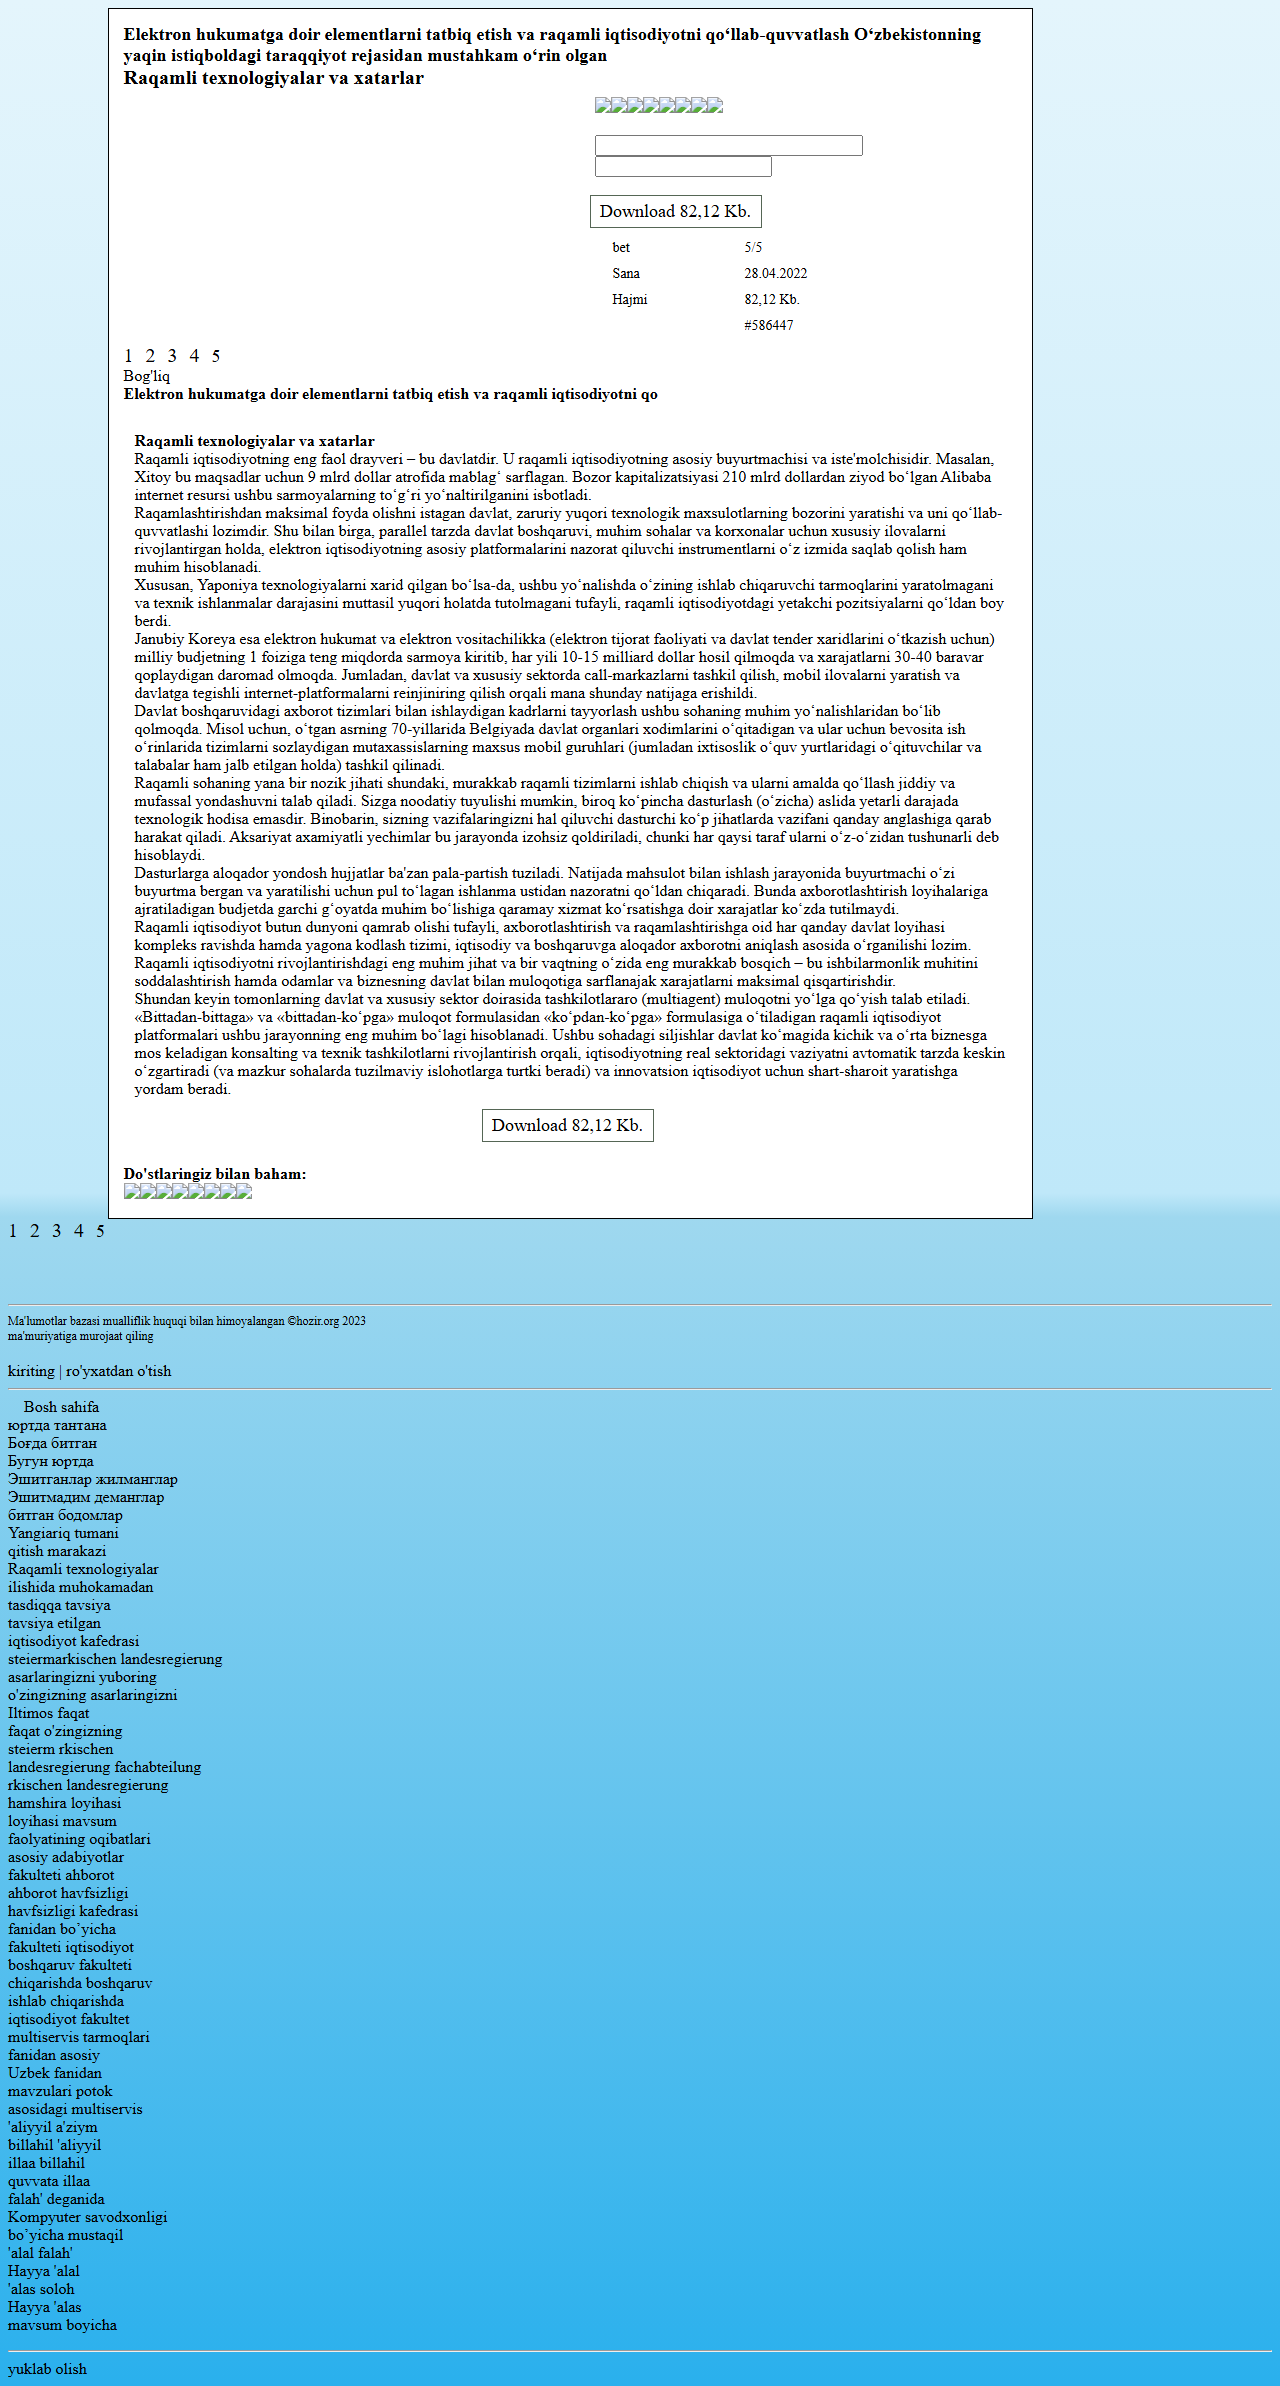 Elektron hukumatga doir elementlarni tatbiq etish va raqamli iqtisodiyotni qo‘llab-quvvatlash O‘zbekistonning
yaqin istiqboldagi taraqqiyot rejasidan mustahkam o‘rin olgan
Raqamli texnologiyalar va xatarlar
Download 82,12 Kb.
bet 5/5
Sana 28.04.2022
Hajmi 82,12 Kb.
#586447
1 2 3 4 5
Bog'liq
Elektron hukumatga doir elementlarni tatbiq etish va raqamli iqtisodiyotni qo
Raqamli texnologiyalar va xatarlar
Raqamli iqtisodiyotning eng faol drayveri – bu davlatdir. U raqamli iqtisodiyotning asosiy buyurtmachisi va iste'molchisidir. Masalan,
Xitoy bu maqsadlar uchun 9 mlrd dollar atrofida mablag‘ sarflagan. Bozor kapitalizatsiyasi 210 mlrd dollardan ziyod bo‘lgan Alibaba
internet resursi ushbu sarmoyalarning to‘g‘ri yo‘naltirilganini isbotladi.
Raqamlashtirishdan maksimal foyda olishni istagan davlat, zaruriy yuqori texnologik maxsulotlarning bozorini yaratishi va uni qo‘llab-
quvvatlashi lozimdir. Shu bilan birga, parallel tarzda davlat boshqaruvi, muhim sohalar va korxonalar uchun xususiy ilovalarni
rivojlantirgan holda, elektron iqtisodiyotning asosiy platformalarini nazorat qiluvchi instrumentlarni o‘z izmida saqlab qolish ham
muhim hisoblanadi.
Xususan, Yaponiya texnologiyalarni xarid qilgan bo‘lsa-da, ushbu yo‘nalishda o‘zining ishlab chiqaruvchi tarmoqlarini yaratolmagani
va texnik ishlanmalar darajasini muttasil yuqori holatda tutolmagani tufayli, raqamli iqtisodiyotdagi yetakchi pozitsiyalarni qo‘ldan boy
berdi.
Janubiy Koreya esa elektron hukumat va elektron vositachilikka (elektron tijorat faoliyati va davlat tender xaridlarini o‘tkazish uchun)
milliy budjetning 1 foiziga teng miqdorda sarmoya kiritib, har yili 10-15 milliard dollar hosil qilmoqda va xarajatlarni 30-40 baravar
qoplaydigan daromad olmoqda. Jumladan, davlat va xususiy sektorda call-markazlarni tashkil qilish, mobil ilovalarni yaratish va
davlatga tegishli internet-platformalarni reinjiniring qilish orqali mana shunday natijaga erishildi.
Davlat boshqaruvidagi axborot tizimlari bilan ishlaydigan kadrlarni tayyorlash ushbu sohaning muhim yo‘nalishlaridan bo‘lib
qolmoqda. Misol uchun, o‘tgan asrning 70-yillarida Belgiyada davlat organlari xodimlarini o‘qitadigan va ular uchun bevosita ish
o‘rinlarida tizimlarni sozlaydigan mutaxassislarning maxsus mobil guruhlari (jumladan ixtisoslik o‘quv yurtlaridagi o‘qituvchilar va
talabalar ham jalb etilgan holda) tashkil qilinadi.
Raqamli sohaning yana bir nozik jihati shundaki, murakkab raqamli tizimlarni ishlab chiqish va ularni amalda qo‘llash jiddiy va
mufassal yondashuvni talab qiladi. Sizga noodatiy tuyulishi mumkin, biroq ko‘pincha dasturlash (o‘zicha) aslida yetarli darajada
texnologik hodisa emasdir. Binobarin, sizning vazifalaringizni hal qiluvchi dasturchi ko‘p jihatlarda vazifani qanday anglashiga qarab
harakat qiladi. Aksariyat axamiyatli yechimlar bu jarayonda izohsiz qoldiriladi, chunki har qaysi taraf ularni o‘z-o‘zidan tushunarli deb
hisoblaydi.
Dasturlarga aloqador yondosh hujjatlar ba'zan pala-partish tuziladi. Natijada mahsulot bilan ishlash jarayonida buyurtmachi o‘zi
buyurtma bergan va yaratilishi uchun pul to‘lagan ishlanma ustidan nazoratni qo‘ldan chiqaradi. Bunda axborotlashtirish loyihalariga
ajratiladigan budjetda garchi g‘oyatda muhim bo‘lishiga qaramay xizmat ko‘rsatishga doir xarajatlar ko‘zda tutilmaydi.
Raqamli iqtisodiyot butun dunyoni qamrab olishi tufayli, axborotlashtirish va raqamlashtirishga oid har qanday davlat loyihasi
kompleks ravishda hamda yagona kodlash tizimi, iqtisodiy va boshqaruvga aloqador axborotni aniqlash asosida o‘rganilishi lozim.
Raqamli iqtisodiyotni rivojlantirishdagi eng muhim jihat va bir vaqtning o‘zida eng murakkab bosqich – bu ishbilarmonlik muhitini
soddalashtirish hamda odamlar va biznesning davlat bilan muloqotiga sarflanajak xarajatlarni maksimal qisqartirishdir.
Shundan keyin tomonlarning davlat va xususiy sektor doirasida tashkilotlararo (multiagent) muloqotni yo‘lga qo‘yish talab etiladi.
«Bittadan-bittaga» va «bittadan-ko‘pga» muloqot formulasidan «ko‘pdan-ko‘pga» formulasiga o‘tiladigan raqamli iqtisodiyot
platformalari ushbu jarayonning eng muhim bo‘lagi hisoblanadi. Ushbu sohadagi siljishlar davlat ko‘magida kichik va o‘rta biznesga
mos keladigan konsalting va texnik tashkilotlarni rivojlantirish orqali, iqtisodiyotning real sektoridagi vaziyatni avtomatik tarzda keskin
o‘zgartiradi (va mazkur sohalarda tuzilmaviy islohotlarga turtki beradi) va innovatsion iqtisodiyot uchun shart-sharoit yaratishga
yordam beradi.
Download 82,12 Kb.
Do'stlaringiz bilan baham:
1 2 3 4 5
Ma'lumotlar bazasi mualliflik huquqi bilan himoyalangan ©hozir.org 2023
ma'muriyatiga murojaat qiling
kiriting | ro'yxatdan o'tish
Bosh sahifa
юртда тантана
Боғда битган
Бугун юртда
Эшитганлар жилманглар
Эшитмадим деманглар
битган бодомлар
Yangiariq tumani
qitish marakazi
Raqamli texnologiyalar
ilishida muhokamadan
tasdiqqa tavsiya
tavsiya etilgan
iqtisodiyot kafedrasi
steiermarkischen landesregierung
asarlaringizni yuboring
o'zingizning asarlaringizni
Iltimos faqat
faqat o'zingizning
steierm rkischen
landesregierung fachabteilung
rkischen landesregierung
hamshira loyihasi
loyihasi mavsum
faolyatining oqibatlari
asosiy adabiyotlar
fakulteti ahborot
ahborot havfsizligi
havfsizligi kafedrasi
fanidan bo’yicha
fakulteti iqtisodiyot
boshqaruv fakulteti
chiqarishda boshqaruv
ishlab chiqarishda
iqtisodiyot fakultet
multiservis tarmoqlari
fanidan asosiy
Uzbek fanidan
mavzulari potok
asosidagi multiservis
'aliyyil a'ziym
billahil 'aliyyil
illaa billahil
quvvata illaa
falah' deganida
Kompyuter savodxonligi
bo’yicha mustaqil
'alal falah'
Hayya 'alal
'alas soloh
Hayya 'alas
mavsum boyicha
yuklab olish